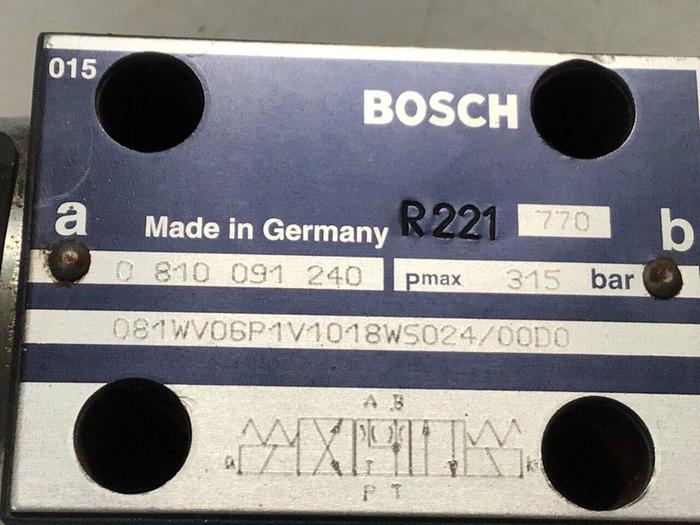 015
BOSCH
a
Made in Germany R221 770
b
0 810 091 240
pmax 315 bar
081WV06P1V1018WS024/00D0
A B
a
b
P T